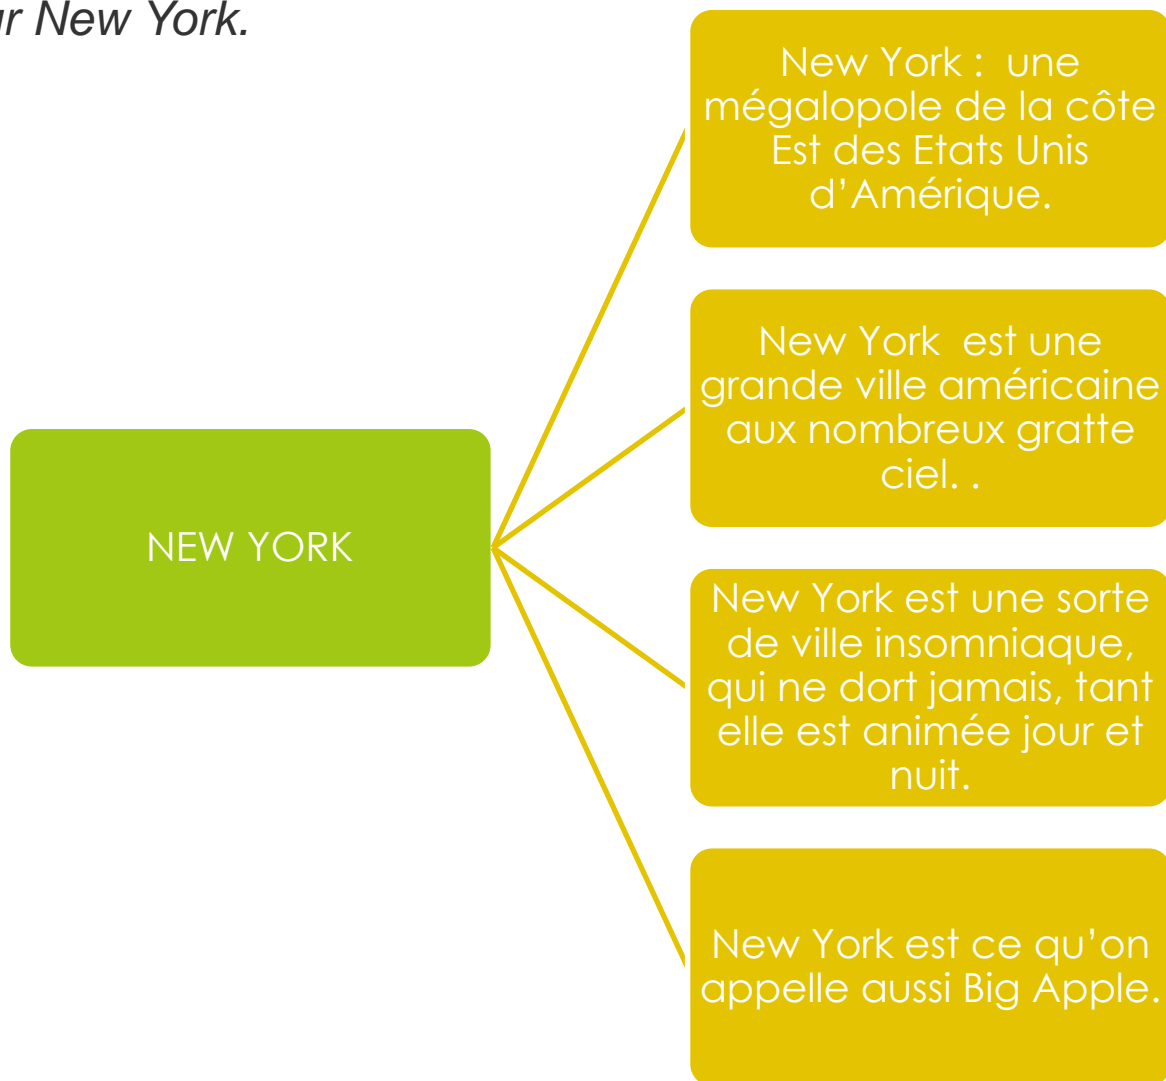 r New York.
New York : une
mégalopole de la côte
Est des Etats Unis
d’Amérique.
New York est une
grande ville américaine
aux nombreux gratte
ciel. .
NEW YORK
New York est une sorte
de ville insomniaque,
qui ne dort jamais, tant
elle est animée jour et
nuit.
New York est ce qu’on
appelle aussi Big Apple.